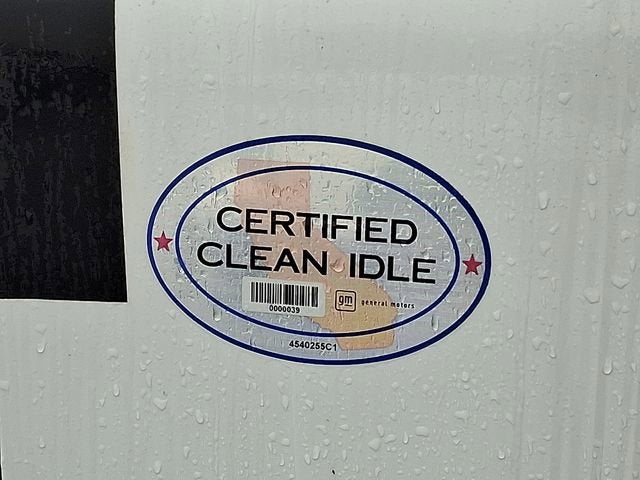 CERTIFIED
CLEAN IDLE
0000039
gm general motors
4540255C1